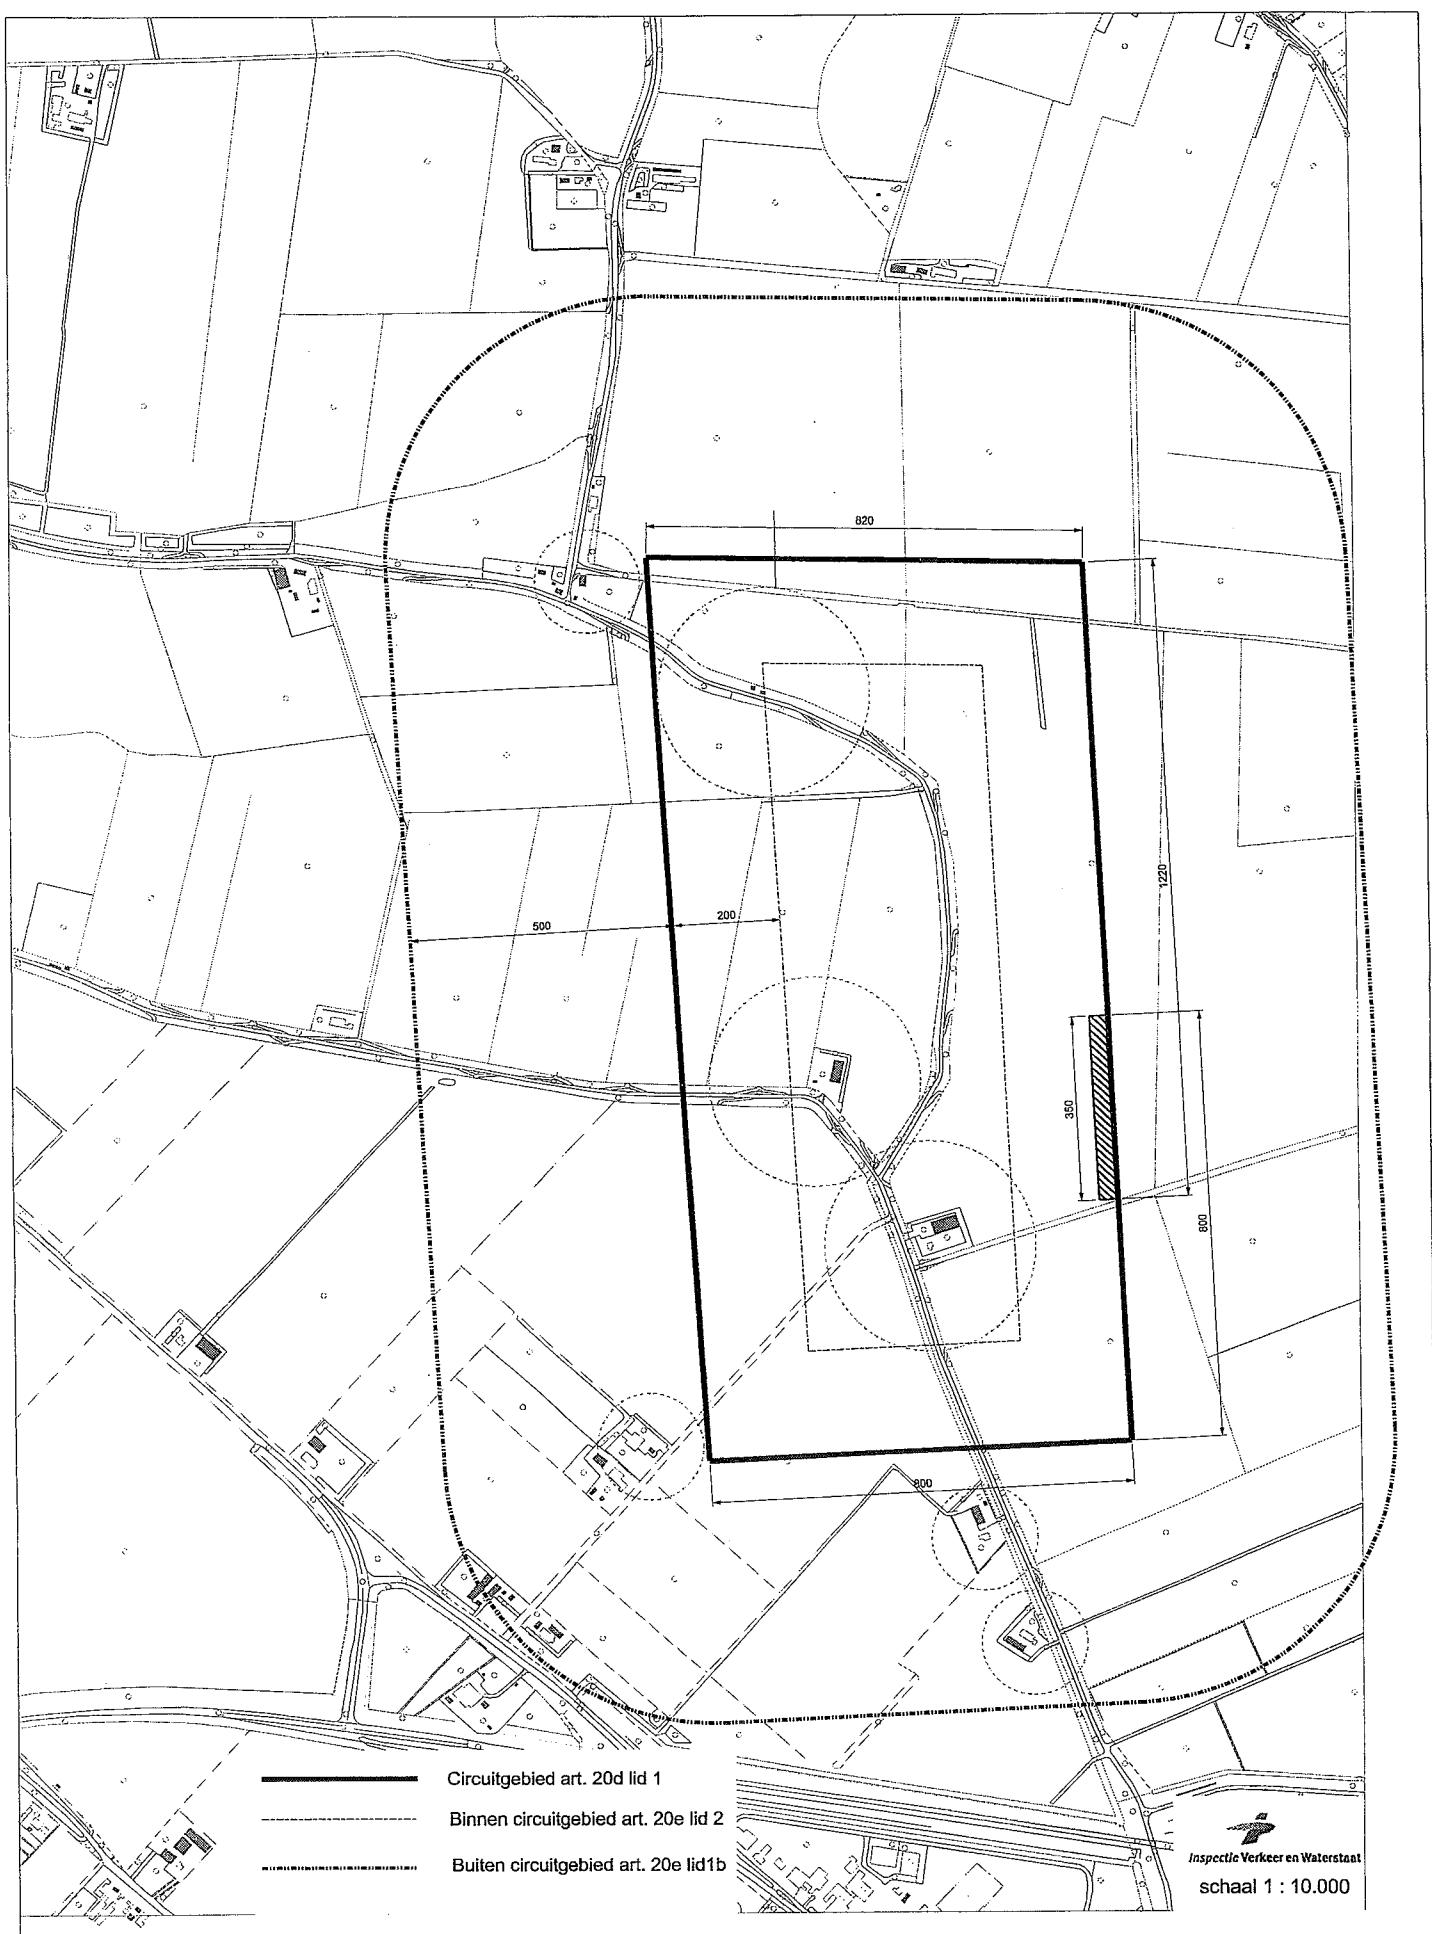 820
1220
500
200
350
800
800
Circuitgebied art. 20d lid 1
Binnen circuitgebied art. 20e lid 2
Buiten circuitgebied art. 20e lid1b
Inspectie Verkeer en Waterstaat
schaal 1 : 10.000